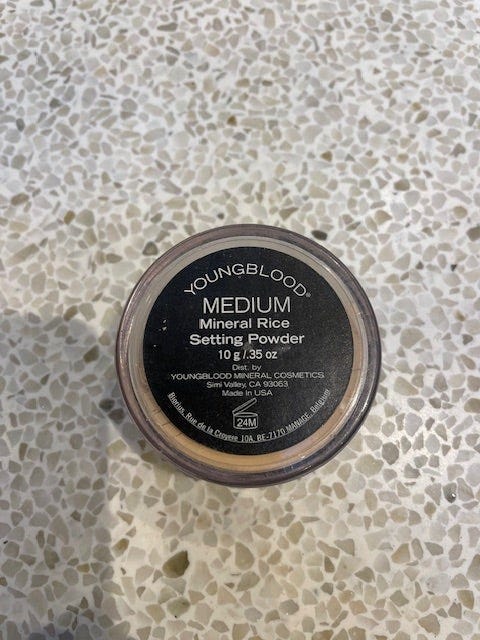 YOUNGBLOOD®
MEDIUM
Mineral Rice
Setting Powder
10 g /.35 oz
Dist. by
YOUNGBLOOD MINERAL COSMETICS
Simi Valley, CA 93063
Made in USA
24M
Biorius, Rue de la Croyere 10A, BE-7170 MANAGE, Belgium